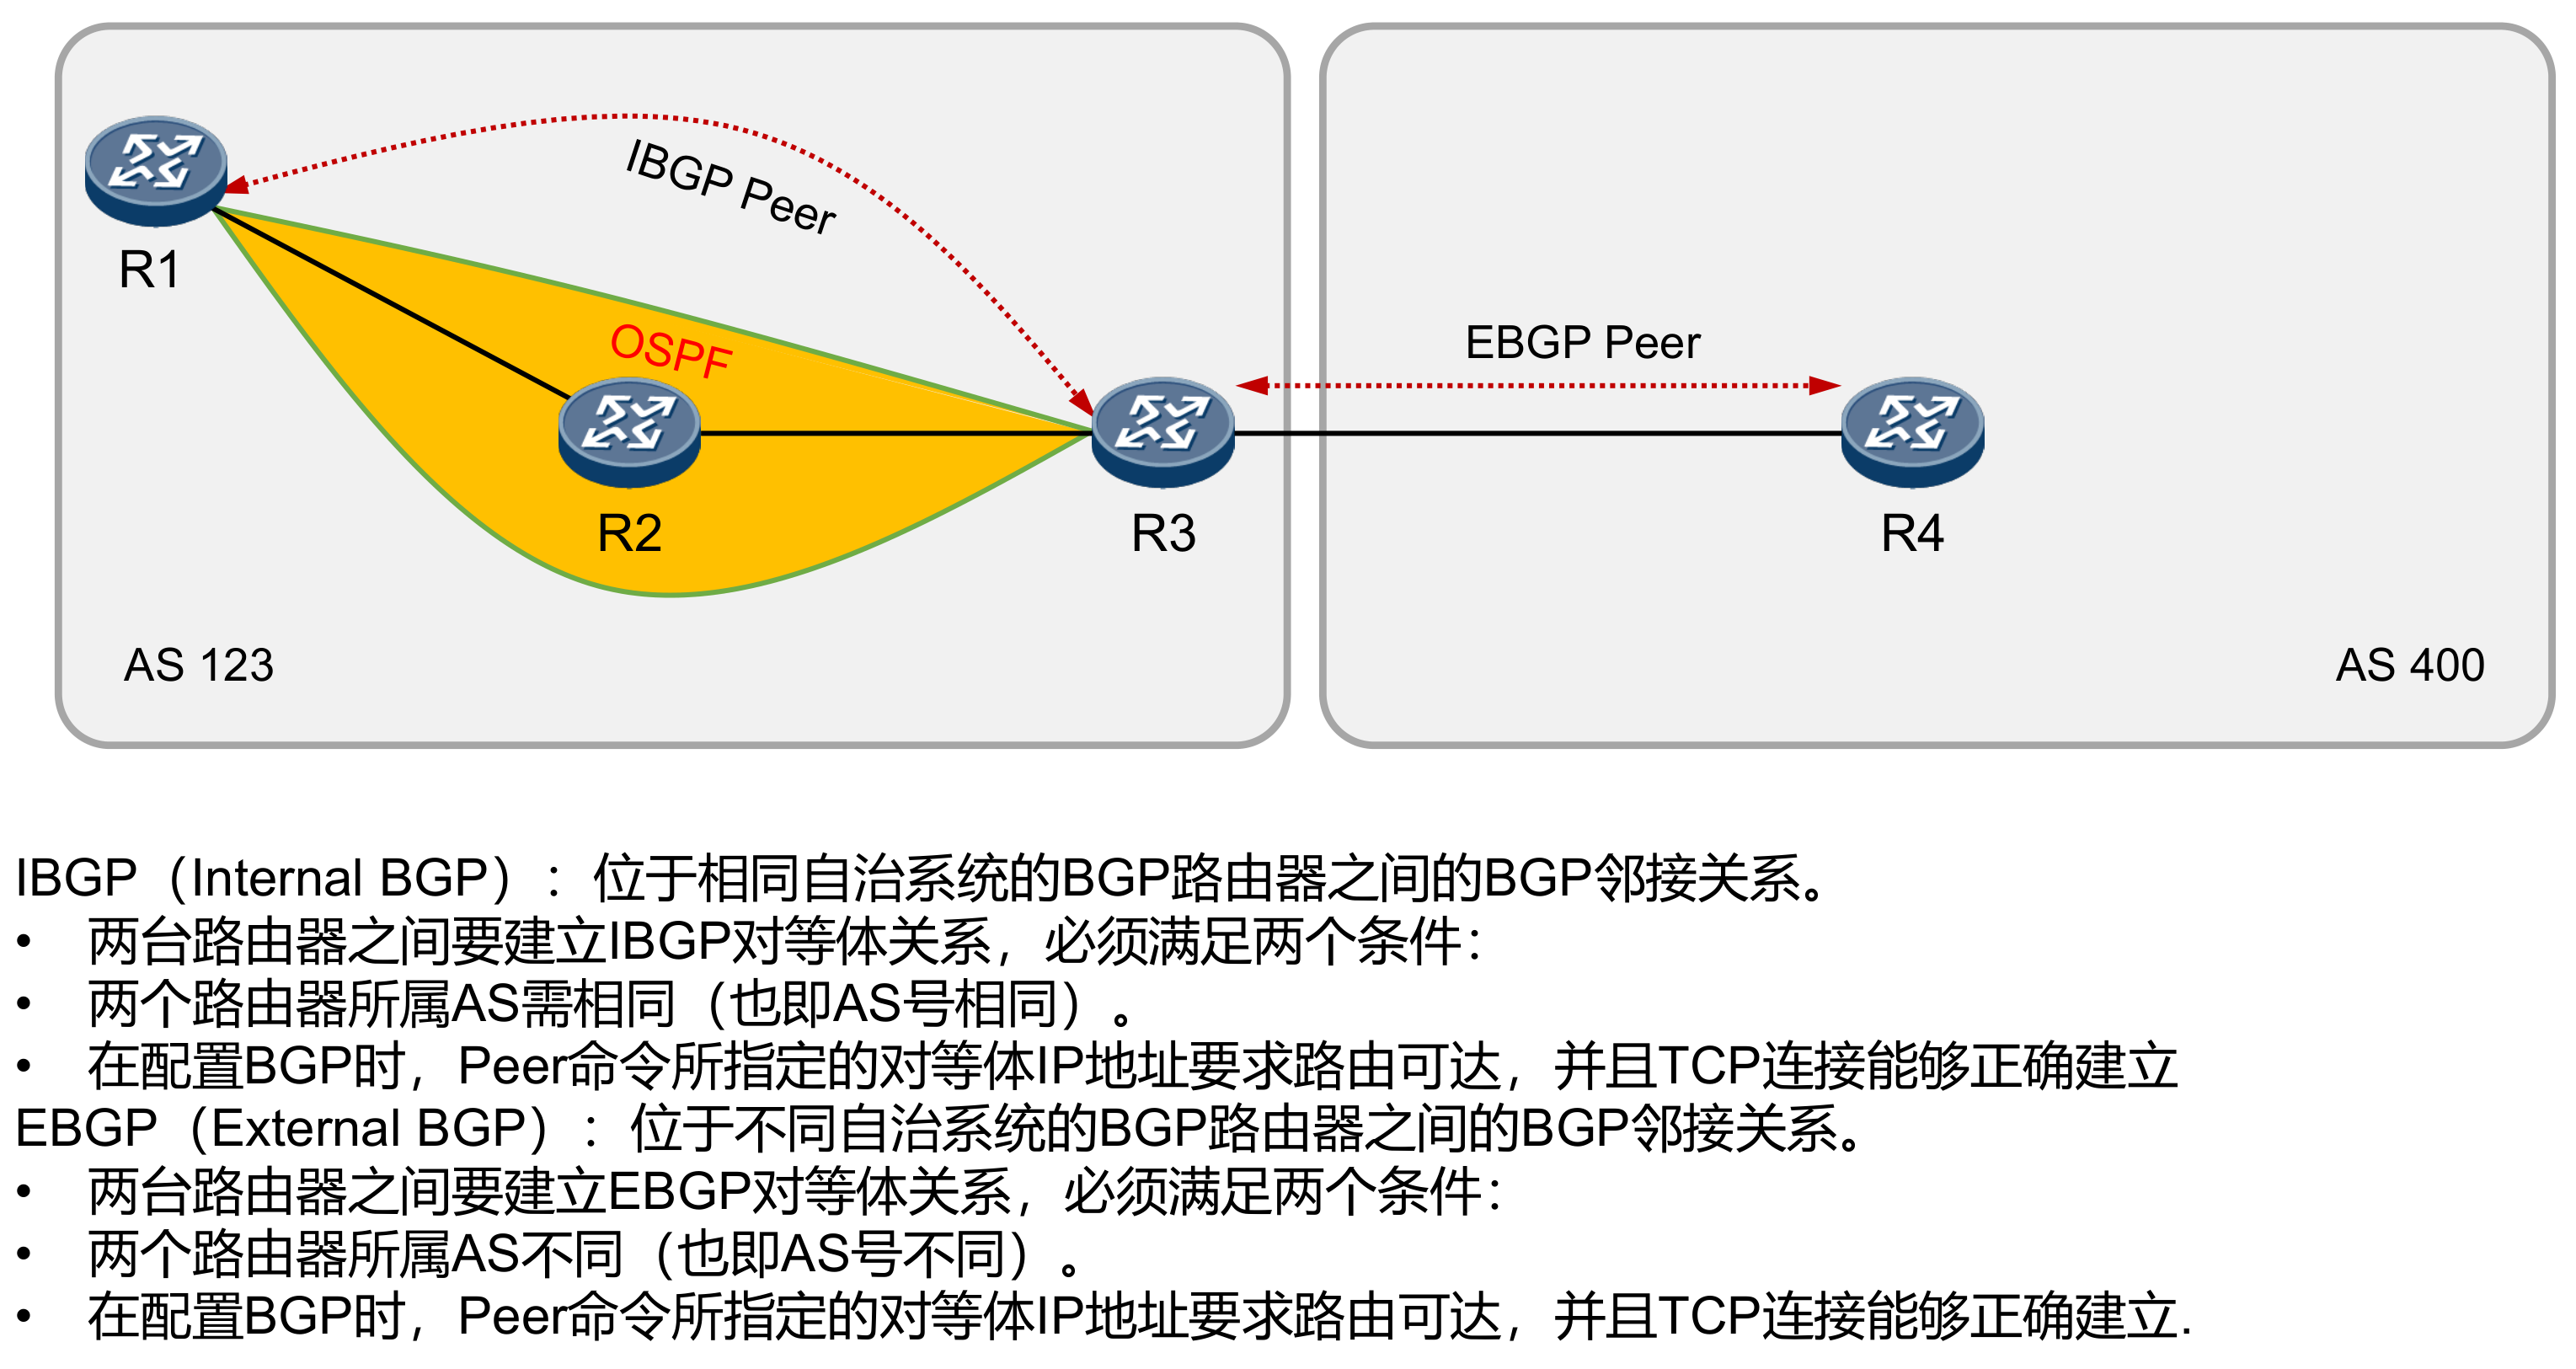 IBGP Peer
R1
OSPF
EBGP Peer
R2
R3
R4
AS 123
AS 400
IBGP（Internal BGP）：位于相同自治系统的BGP路由器之间的BGP邻接关系。
• 两台路由器之间要建立IBGP对等体关系，必须满足两个条件：
• 两个路由器所属AS需相同（也即AS号相同）。
• 在配置BGP时，Peer命令所指定的对等体IP地址要求路由可达，并且TCP连接能够正确建立
EBGP（External BGP）：位于不同自治系统的BGP路由器之间的BGP邻接关系。
• 两台路由器之间要建立EBGP对等体关系，必须满足两个条件：
• 两个路由器所属AS不同（也即AS号不同）。
• 在配置BGP时，Peer命令所指定的对等体IP地址要求路由可达，并且TCP连接能够正确建立.